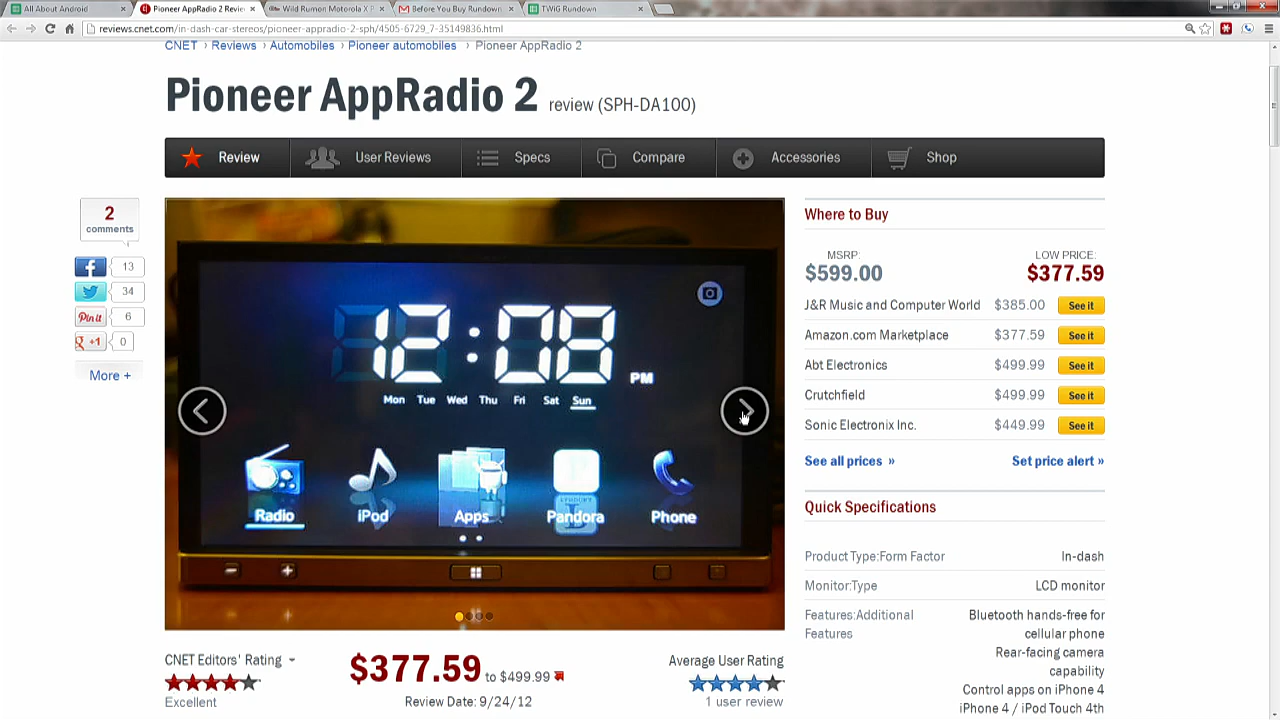 All About Android
Pioneer AppRadio 2 Revie
Wild Rumer: Motorola X P
Before You Buy Rundown
TWiG Rundown
reviews.cnet.com/in-dash-car-stereos/pioneer-appradio-2-sph/4505-6729_7-35149836.html
CNET › Reviews › Automobiles › Pioneer automobiles › Pioneer AppRadio 2
Pioneer AppRadio 2 review (SPH-DA100)
Review
User Reviews
Specs
Compare
Accessories
Shop
2
comments
13
34
Pin it 6
g +1 0
More +
12:08
PM
Mon Tue Wed Thu Fri Sat Sun
Radio iPod Apps Pandora Phone
Where to Buy
MSRP: LOW PRICE:
$599.00 $377.59
J&R Music and Computer World $385.00 See it
Amazon.com Marketplace $377.59 See it
Abt Electronics $499.99 See it
Crutchfield $499.99 See it
Sonic Electronix Inc. $449.99 See it
See all prices » Set price alert »
Quick Specifications
Product Type:Form Factor In-dash
Monitor:Type LCD monitor
Features:Additional Features Bluetooth hands-free for
cellular phone
Rear-facing camera
capability
Control apps on iPhone 4
iPhone 4 / iPod Touch 4th
CNET Editors' Rating
Excellent
$377.59 to $499.99
Review Date: 9/24/12
Average User Rating
1 user review